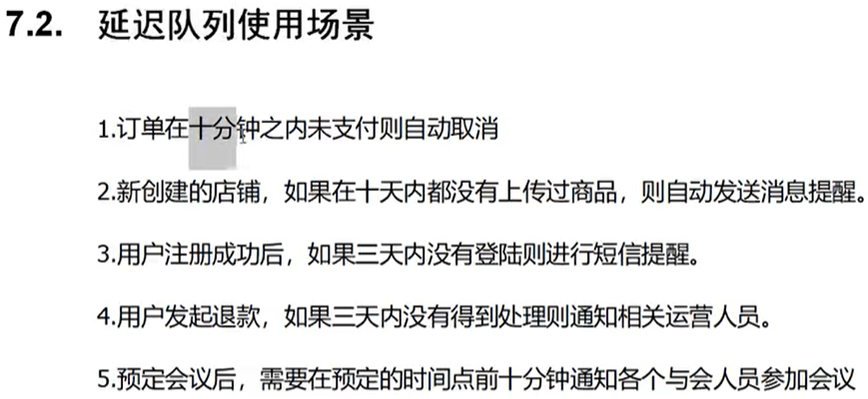 7.2. 延迟队列使用场景
1.订单在十分钟之内未支付则自动取消
2.新创建的店铺，如果在十天内都没有上传过商品，则自动发送消息提醒。
3.用户注册成功后，如果三天内没有登陆则进行短信提醒。
4.用户发起退款，如果三天内没有得到处理则通知相关运营人员。
5.预定会议后，需要在预定的时间点前十分钟通知各个与会人员参加会议